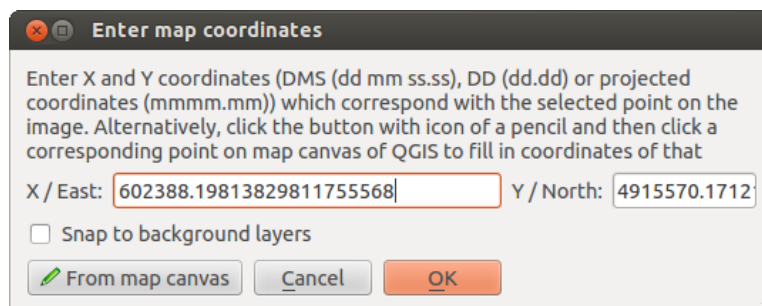 Enter map coordinates
Enter X and Y coordinates (DMS (dd mm ss.ss), DD (dd.dd) or projected
coordinates (mmmm.mm)) which correspond with the selected point on the
image. Alternatively, click the button with icon of a pencil and then click a
corresponding point on map canvas of QGIS to fill in coordinates of that
X / East: 602388.19813829811755568 Y / North: 4915570.1712
Snap to background layers
From map canvas Cancel OK